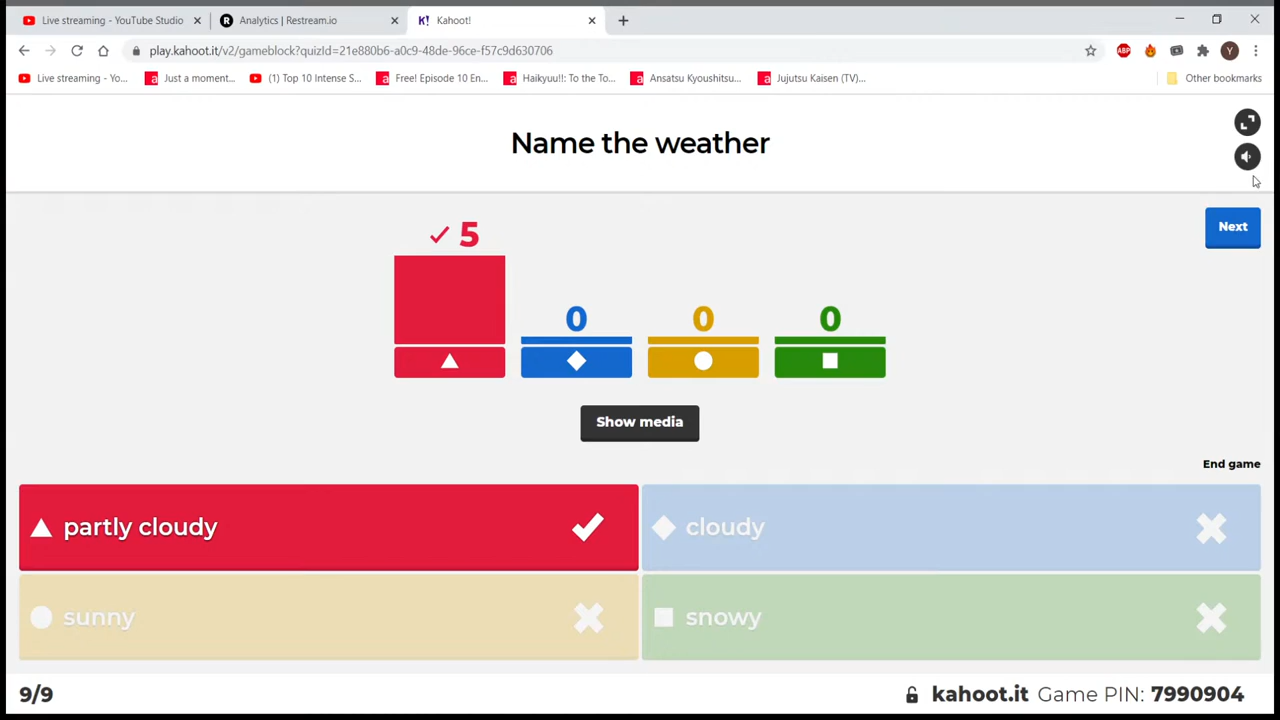 Live streaming - YouTube Studio
Analytics | Restream.io
K! Kahoot!
play.kahoot.it/v2/gameblock?quizId=21e880b6-a0c9-48de-96ce-f57c9d630706
ABP
Y
Live streaming - Yo...
Just a moment...
(1) Top 10 Intense S...
Free! Episode 10 En...
Haikyuu!!: To the To...
Ansatsu Kyoushitsu...
Jujutsu Kaisen (TV)...
Other bookmarks
Name the weather
Next
5
0
0
0
Show media
End game
partly cloudy
cloudy
sunny
snowy
9/9
kahoot.it Game PIN: 7990904